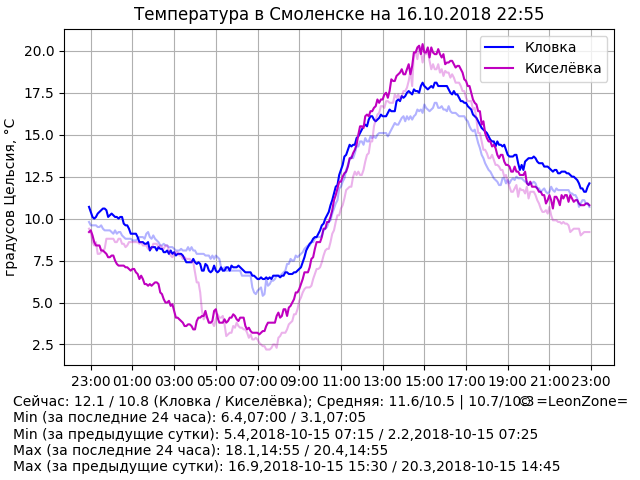 Температура в Смоленске на 16.10.2018 22:55
Кловка
Киселёвка
градусов Цельсия, °C
20.0
17.5
15.0
12.5
10.0
7.5
5.0
2.5
23:00 01:00 03:00 05:00 07:00 09:00 11:00 13:00 15:00 17:00 19:00 21:00 23:00
Сейчас: 12.1 / 10.8 (Кловка / Киселёвка); Средняя: 11.6/10.5 | 10.7/10.3 © =LeonZone=
Min (за последние 24 часа): 6.4,07:00 / 3.1,07:05
Min (за предыдущие сутки): 5.4,2018-10-15 07:15 / 2.2,2018-10-15 07:25
Max (за последние 24 часа): 18.1,14:55 / 20.4,14:55
Max (за предыдущие сутки): 16.9,2018-10-15 15:30 / 20.3,2018-10-15 14:45